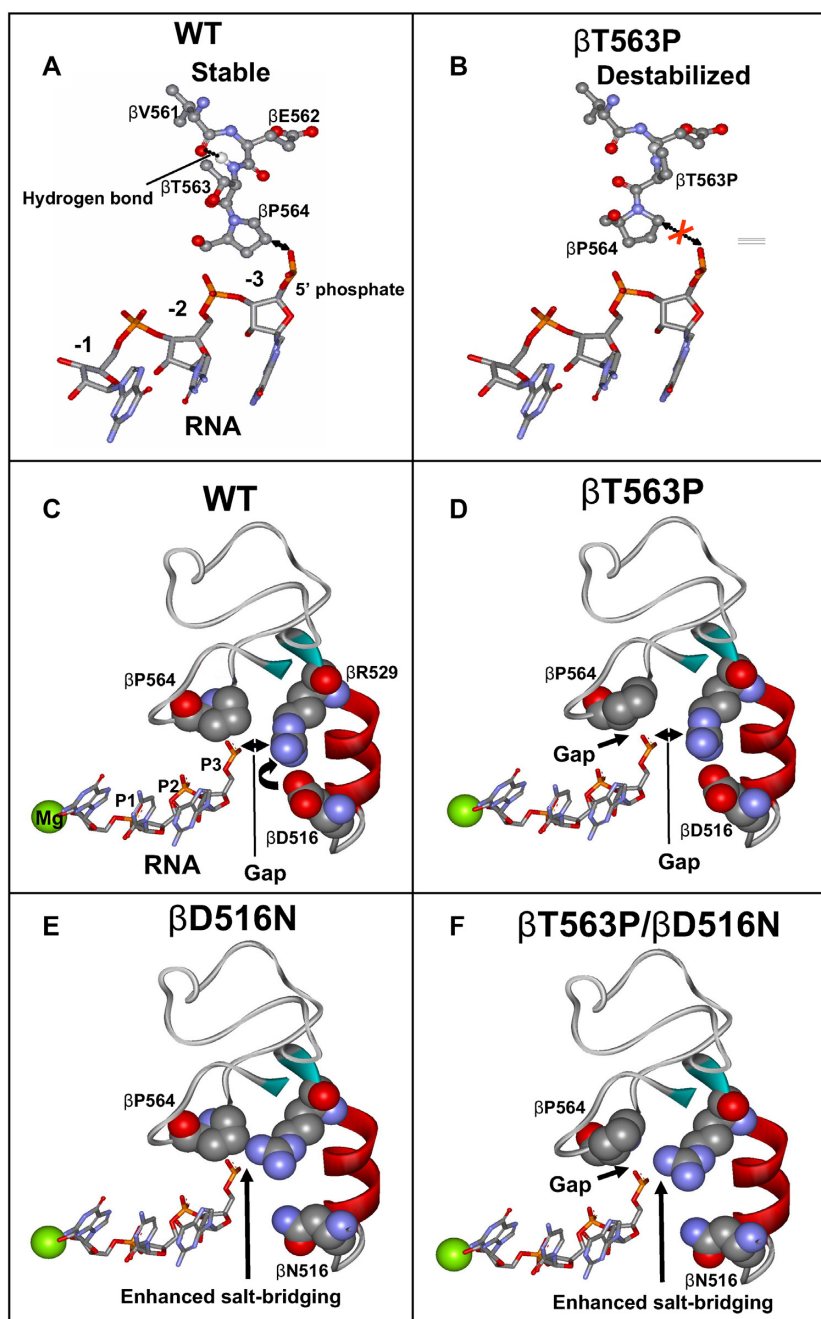 WT
A
Stable
βV561
βE562
βT563
Hydrogen bond
βP564
-3
5' phosphate
-2
-1
RNA
βT563P
B
Destabilized
βT563P
βP564
WT
C
βP564
βR529
P3
P2
P1
Mg
βD516
RNA
Gap
βT563P
D
βP564
Gap
βD516
Gap
βD516N
E
βP564
βN516
Enhanced salt-bridging
βT563P/βD516N
F
βP564
Gap
βN516
Enhanced salt-bridging